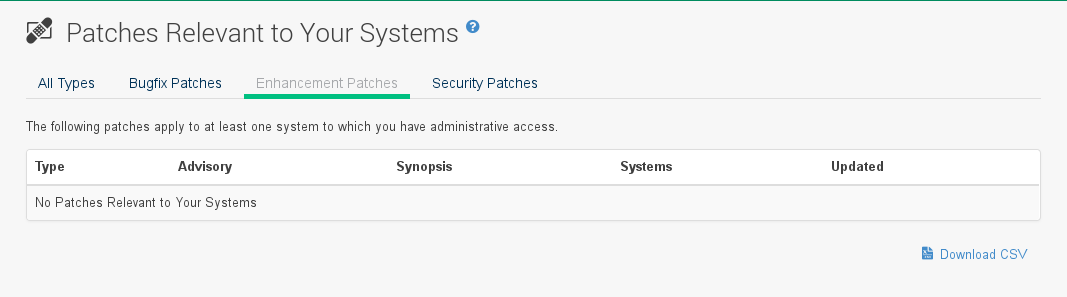 Patches Relevant to Your Systems ?
All Types Bugfix Patches Enhancement Patches Security Patches
The following patches apply to at least one system to which you have administrative access.
Type Advisory Synopsis Systems Updated
No Patches Relevant to Your Systems
Download CSV